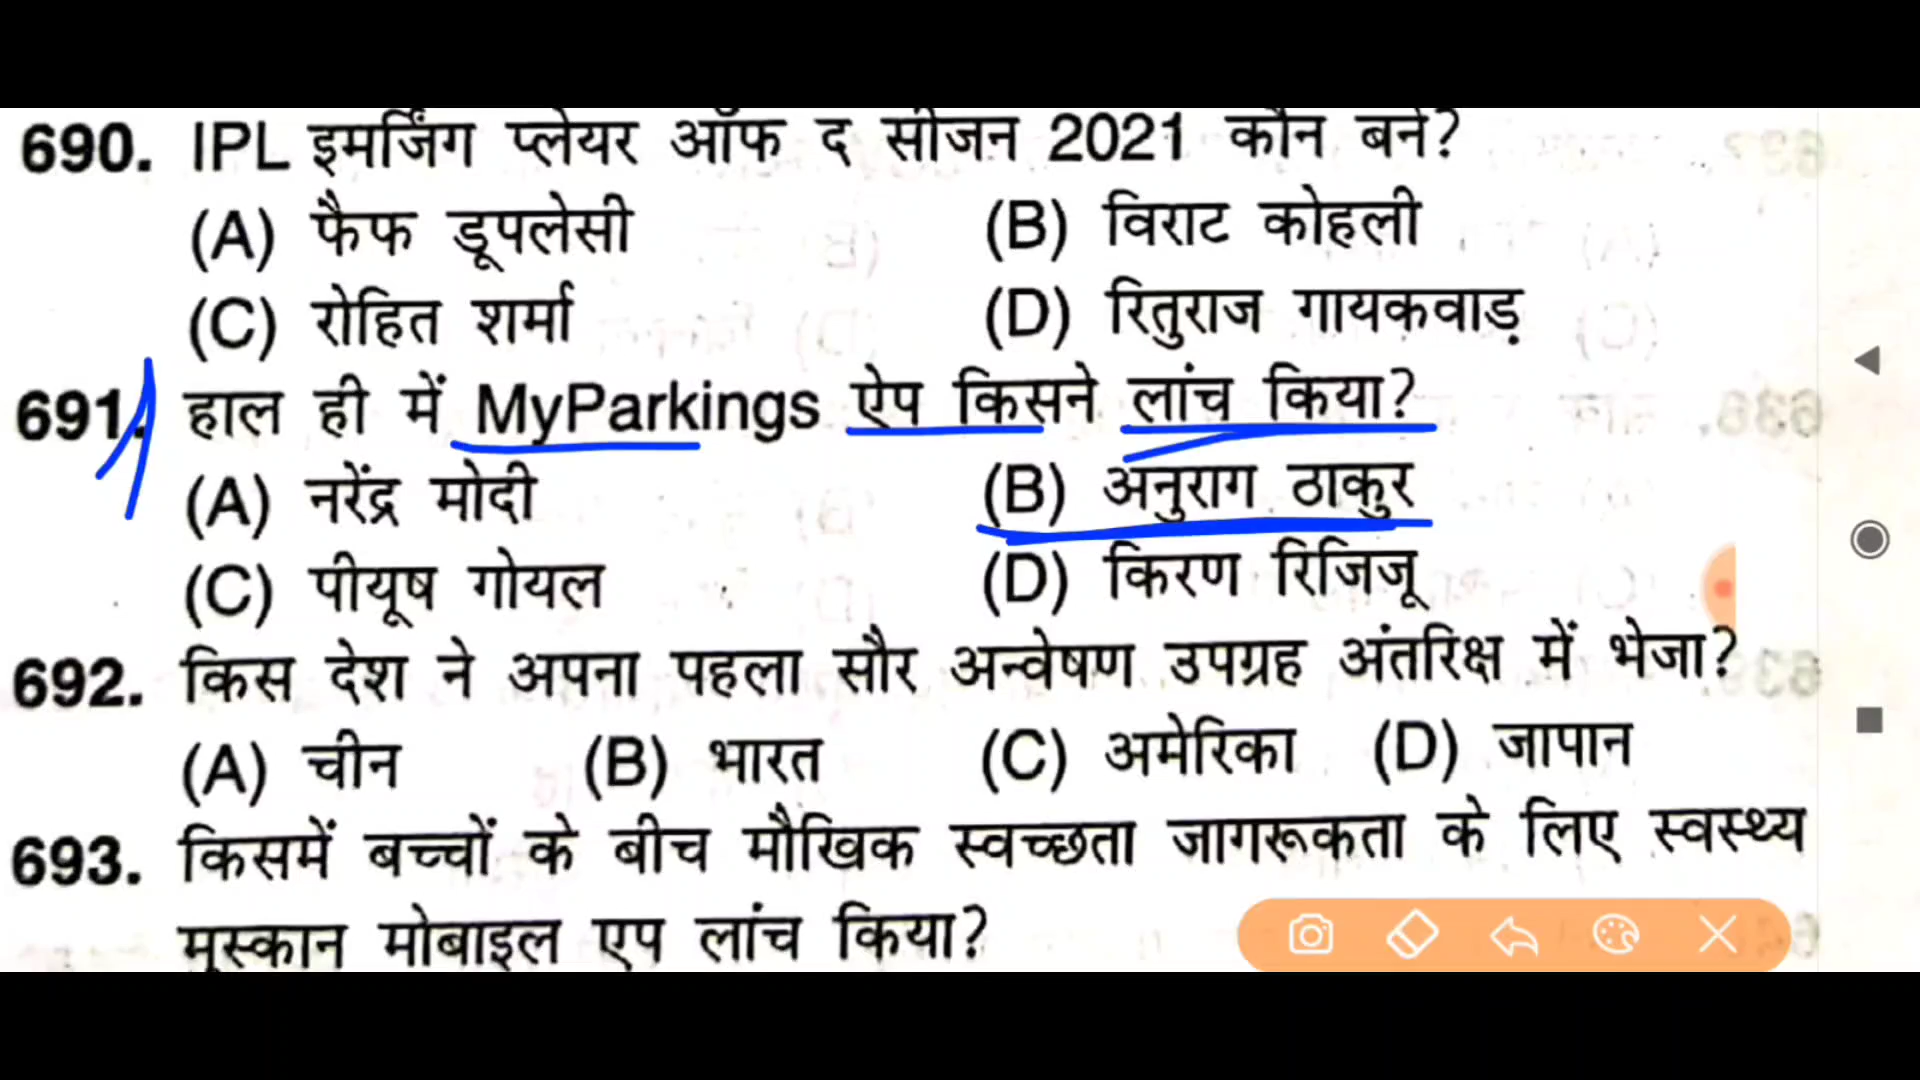 690. IPL इमर्जिंग प्लेयर ऑफ द सीजन 2021 कौन बने?
(A) फैफ डूपलेसी (B) विराट कोहली
(C) रोहित शर्मा (D) रितुराज गायकवाड़
691. हाल ही में MyParkings ऐप किसने लांच किया?
(A) नरेंद्र मोदी (B) अनुराग ठाकुर
(C) पीयूष गोयल (D) किरण रिजिजू
692. किस देश ने अपना पहला सौर अन्वेषण उपग्रह अंतरिक्ष में भेजा?
(A) चीन (B) भारत (C) अमेरिका (D) जापान
693. किसमें बच्चों के बीच मौखिक स्वच्छता जागरूकता के लिए स्वस्थ्य
मुस्कान मोबाइल एप लांच किया?